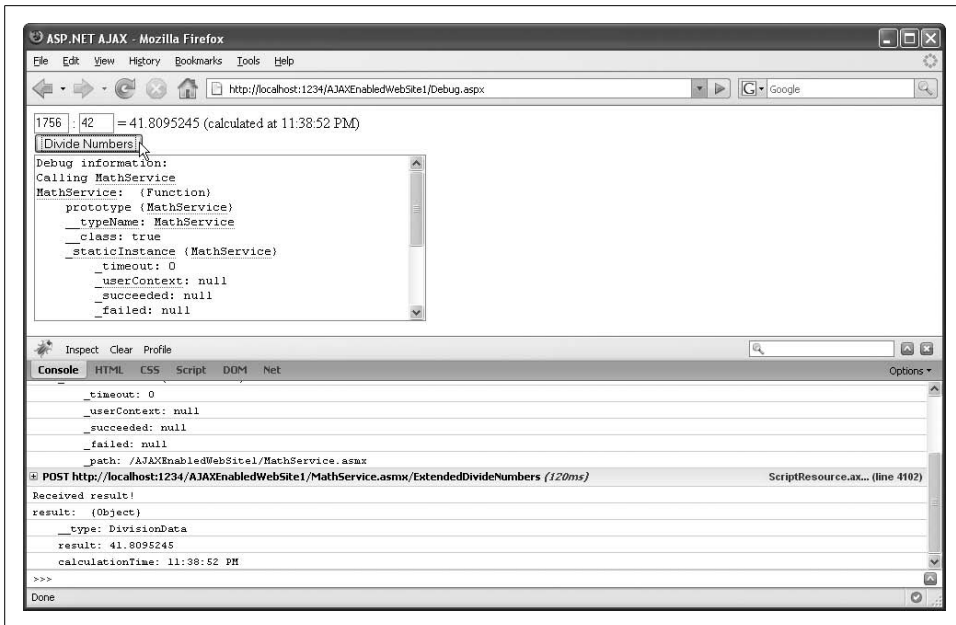 ASP.NET AJAX - Mozilla Firefox
File Edit View History Bookmarks Tools Help
http://localhost:1234/AJAXEnabledWebSite1/Debug.aspx
G Google
1756 : 42 = 41.8095245 (calculated at 11:38:52 PM)
Divide Numbers
Debug information:
Calling MathService
MathService: {Function}
prototype {MathService}
__typeName: MathService
__class: true
_staticInstance {MathService}
_timeout: 0
_userContext: null
_succeeded: null
_failed: null
Inspect Clear Profile
Console HTML CSS Script DOM Net
Options
_timeout: 0
_userContext: null
_succeeded: null
_failed: null
_path: /AJAXEnabledWebSite1/MathService.asmx
POST http://localhost:1234/AJAXEnabledWebSite1/MathService.asmx/ExtendedDivideNumbers (120ms) ScriptResource.ax... (line 4102)
Received result!
result: {Object}
__type: DivisionData
result: 41.8095245
calculationTime: 11:38:52 PM
>>>
Done